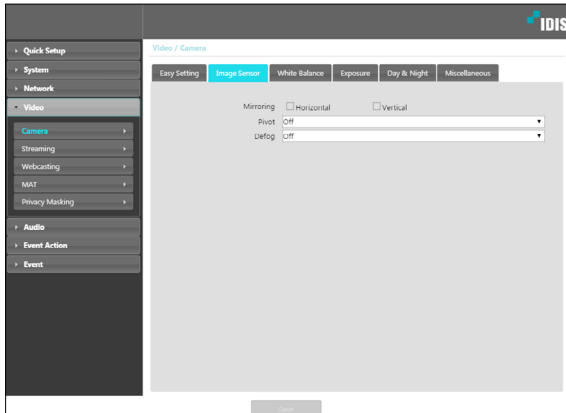 IDIS
Quick Setup
System
Network
Video
Camera
Streaming
Webcasting
MAT
Privacy Masking
Audio
Event Action
Event
Video / Camera
Easy Setting Image Sensor White Balance Exposure Day & Night Miscellaneous
Mirroring Horizontal Vertical
Pivot Off
Defog Off
Save